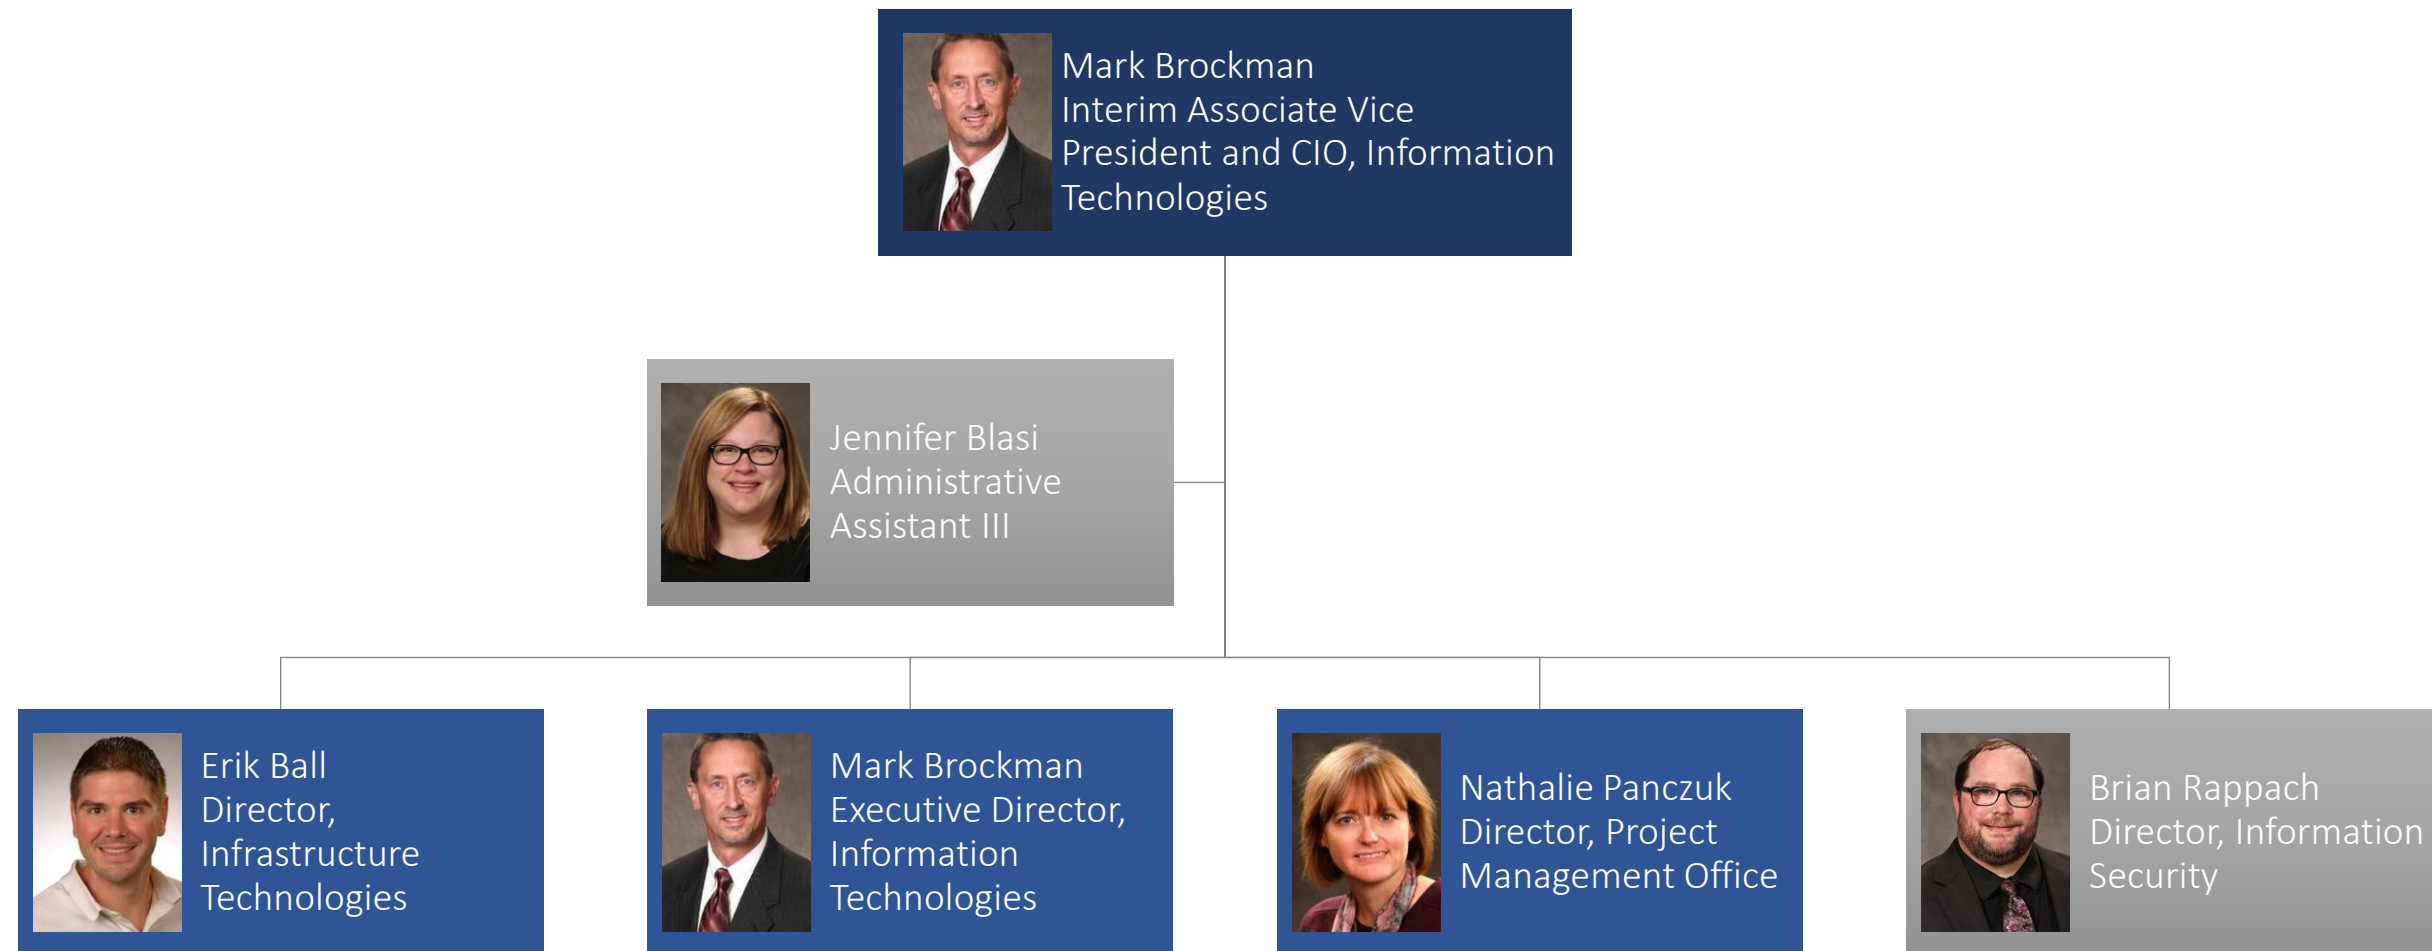 Mark Brockman
Interim Associate Vice
President and CIO, Information
Technologies
Jennifer Blasi
Administrative
Assistant III
Erik Ball
Director,
Infrastructure
Technologies
Mark Brockman
Executive Director,
Information
Technologies
Nathalie Panczuk
Director, Project
Management Office
Brian Rappach
Director, Information
Security